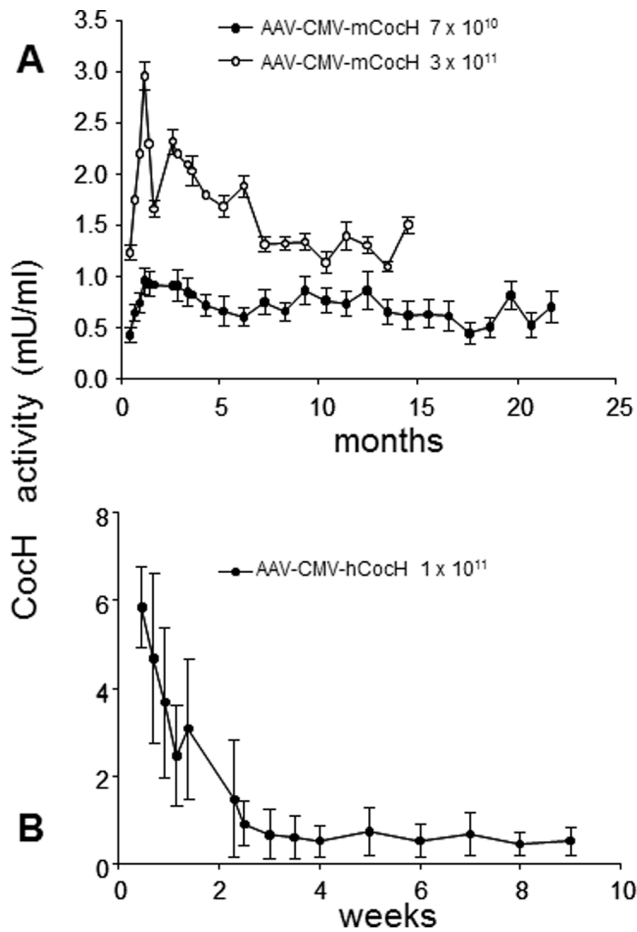 A
AAV-CMV-mCocH 7 x 10¹⁰
AAV-CMV-mCocH 3 x 10¹¹
3.5
3.0
2.5
2.0
1.5
1.0
0.5
0.0
0 5 10 15 20 25
months
CocH activity (mU/ml)
B
AAV-CMV-hCocH 1 x 10¹¹
8
6
4
2
0
0 2 4 6 8 10
weeks